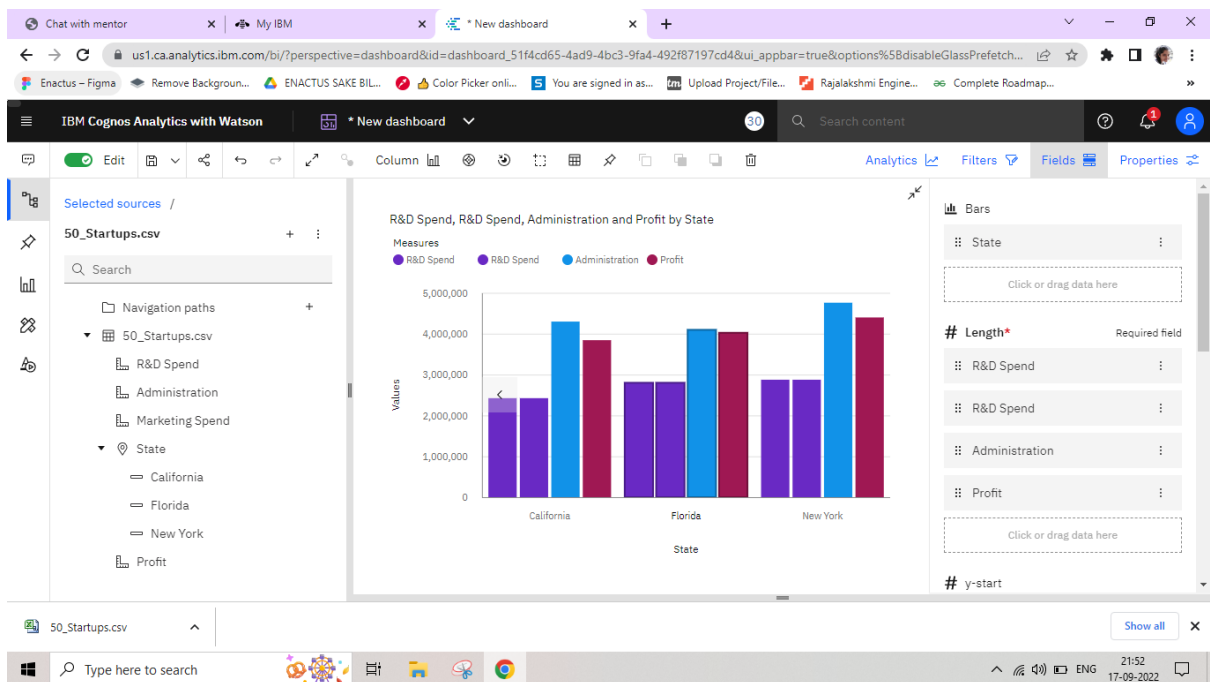 Chat with mentor
My IBM
* New dashboard
us1.ca.analytics.ibm.com/bi/?perspective=dashboard&id=dashboard_51f4cd65-4ad9-4bc3-9fa4-492f87197cd4&ui_appbar=true&options%5BdisableGlassPrefetch...
Enactus – Figma
Remove Backgroun...
ENACTUS SAKE BIL...
Color Picker onli...
You are signed in as...
Upload Project/File...
Rajalakshmi Engine...
Complete Roadmap...
IBM Cognos Analytics with Watson
* New dashboard
30
Search content
1
Edit
Column
Analytics
Filters
Fields
Properties
Selected sources /
50_Startups.csv
Search
Navigation paths
50_Startups.csv
R&D Spend
Administration
Marketing Spend
State
California
Florida
New York
Profit
R&D Spend, R&D Spend, Administration and Profit by State
Measures
R&D Spend R&D Spend Administration Profit
5,000,000
4,000,000
3,000,000
2,000,000
1,000,000
0
Values
California Florida New York
State
Bars
State
Click or drag data here
# Length* Required field
R&D Spend
R&D Spend
Administration
Profit
Click or drag data here
# y-start
50_Startups.csv
Show all
Type here to search
ENG
21:52
17-09-2022